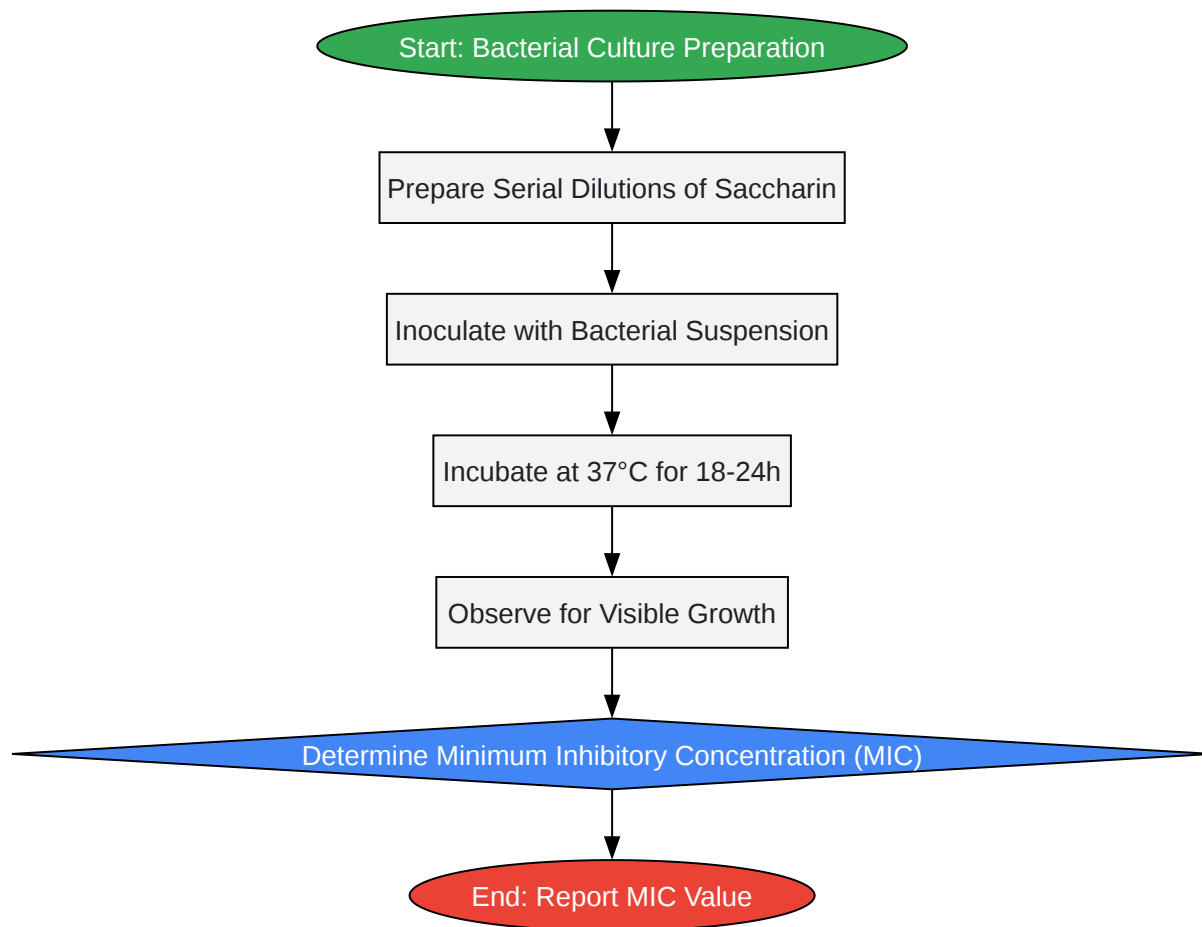 Start: Bacterial Culture Preparation
Prepare Serial Dilutions of Saccharin
Inoculate with Bacterial Suspension
Incubate at 37°C for 18-24h
Observe for Visible Growth
Determine Minimum Inhibitory Concentration (MIC)
End: Report MIC Value